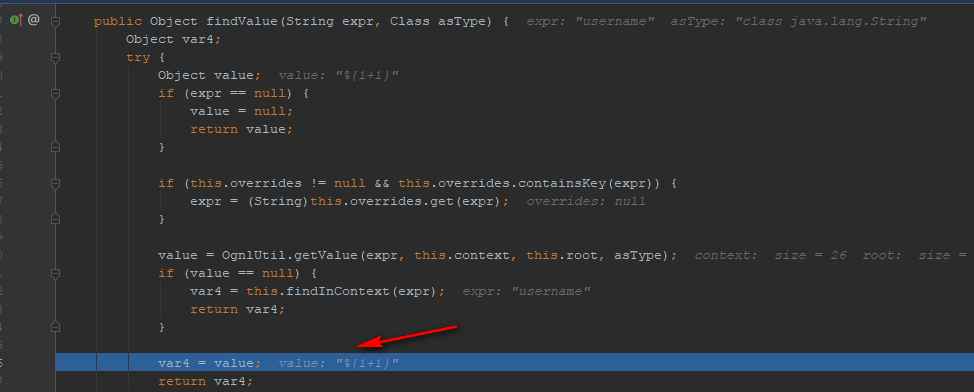 public Object findValue(String expr, Class asType) {  expr: "username"  asType: "class java.lang.String"
Object var4;
try {
Object value;  value: "%{1+1}"
if (expr == null) {
value = null;
return value;
}
if (this.overrides != null && this.overrides.containsKey(expr)) {
expr = (String)this.overrides.get(expr);  overrides: null
}
value = OgnlUtil.getValue(expr, this.context, this.root, asType);  context:  size = 26  root:  size =
if (value == null) {
var4 = this.findInContext(expr);  expr: "username"
return var4;
}
var4 = value;  value: "%{1+1}"
return var4;